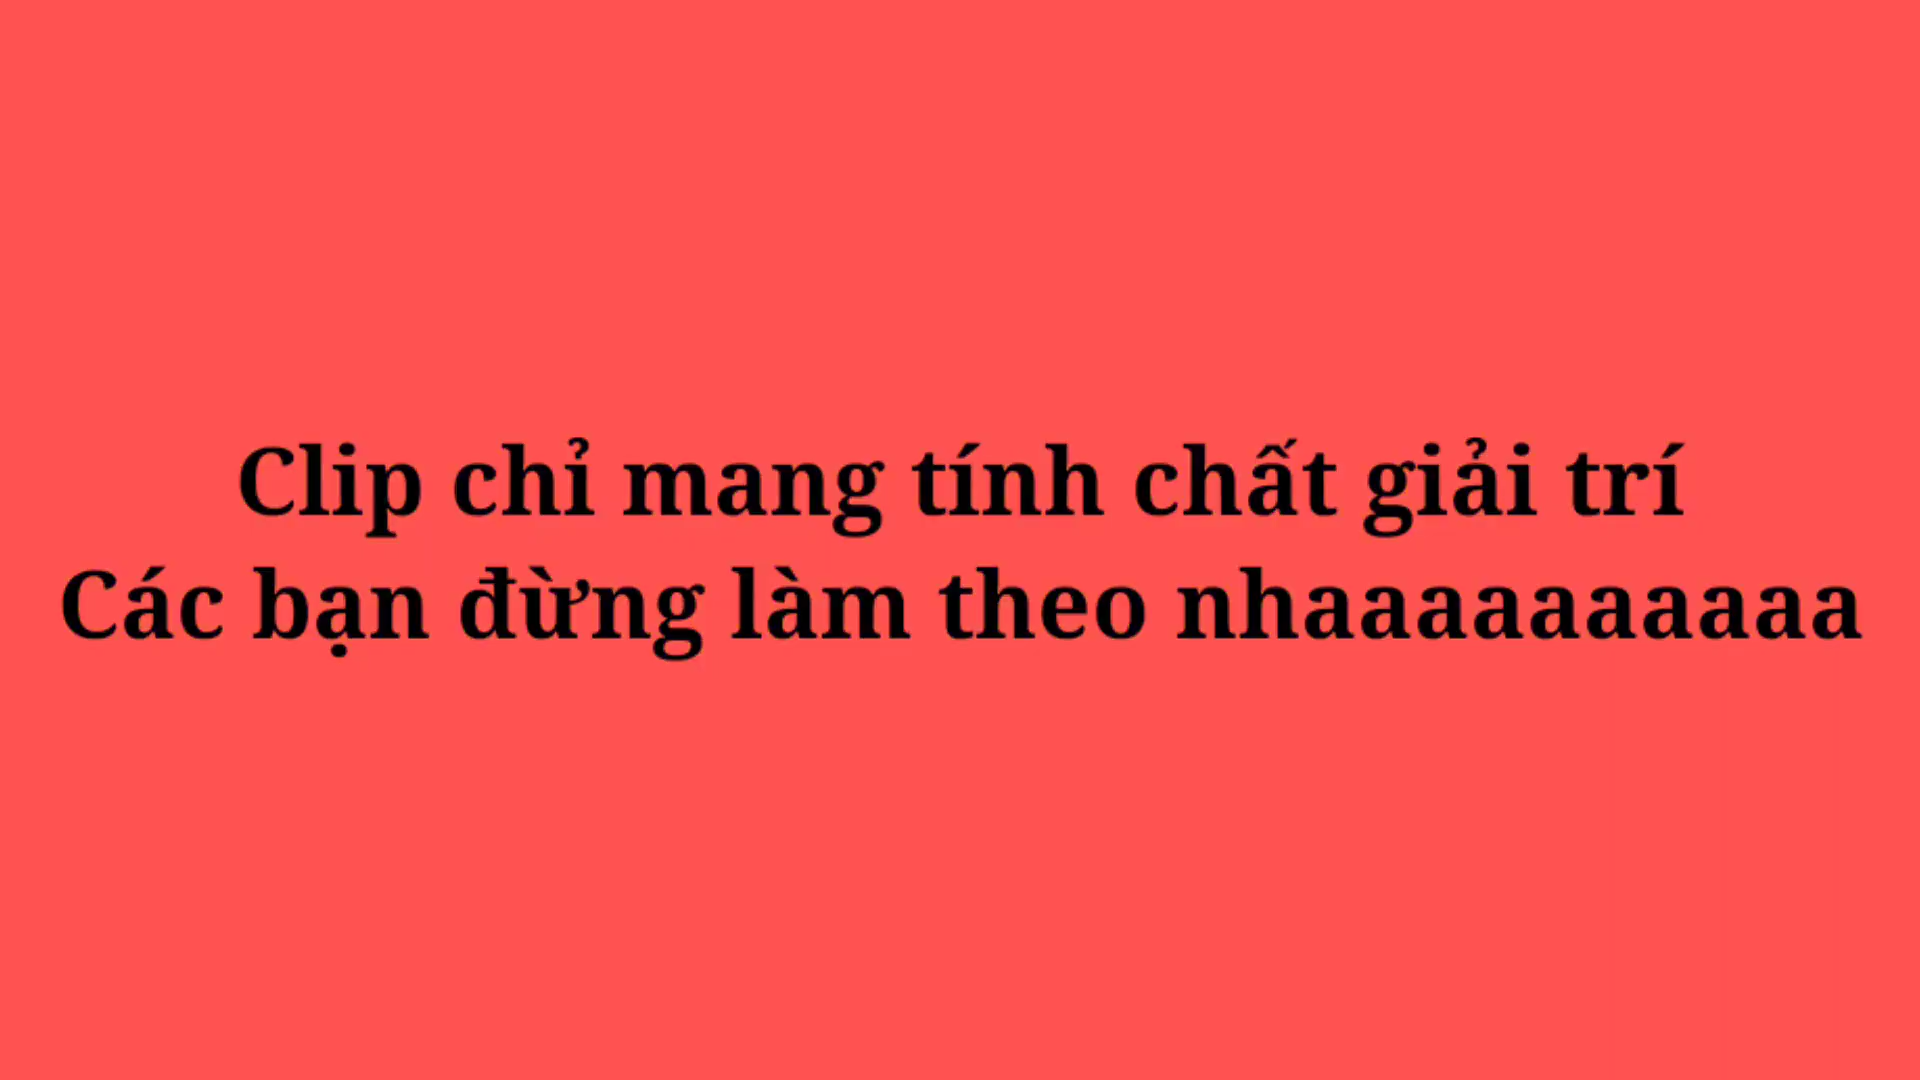 Clip chỉ mang tính chất giải trí
Các bạn đừng làm theo nhaaaaaaaaaa